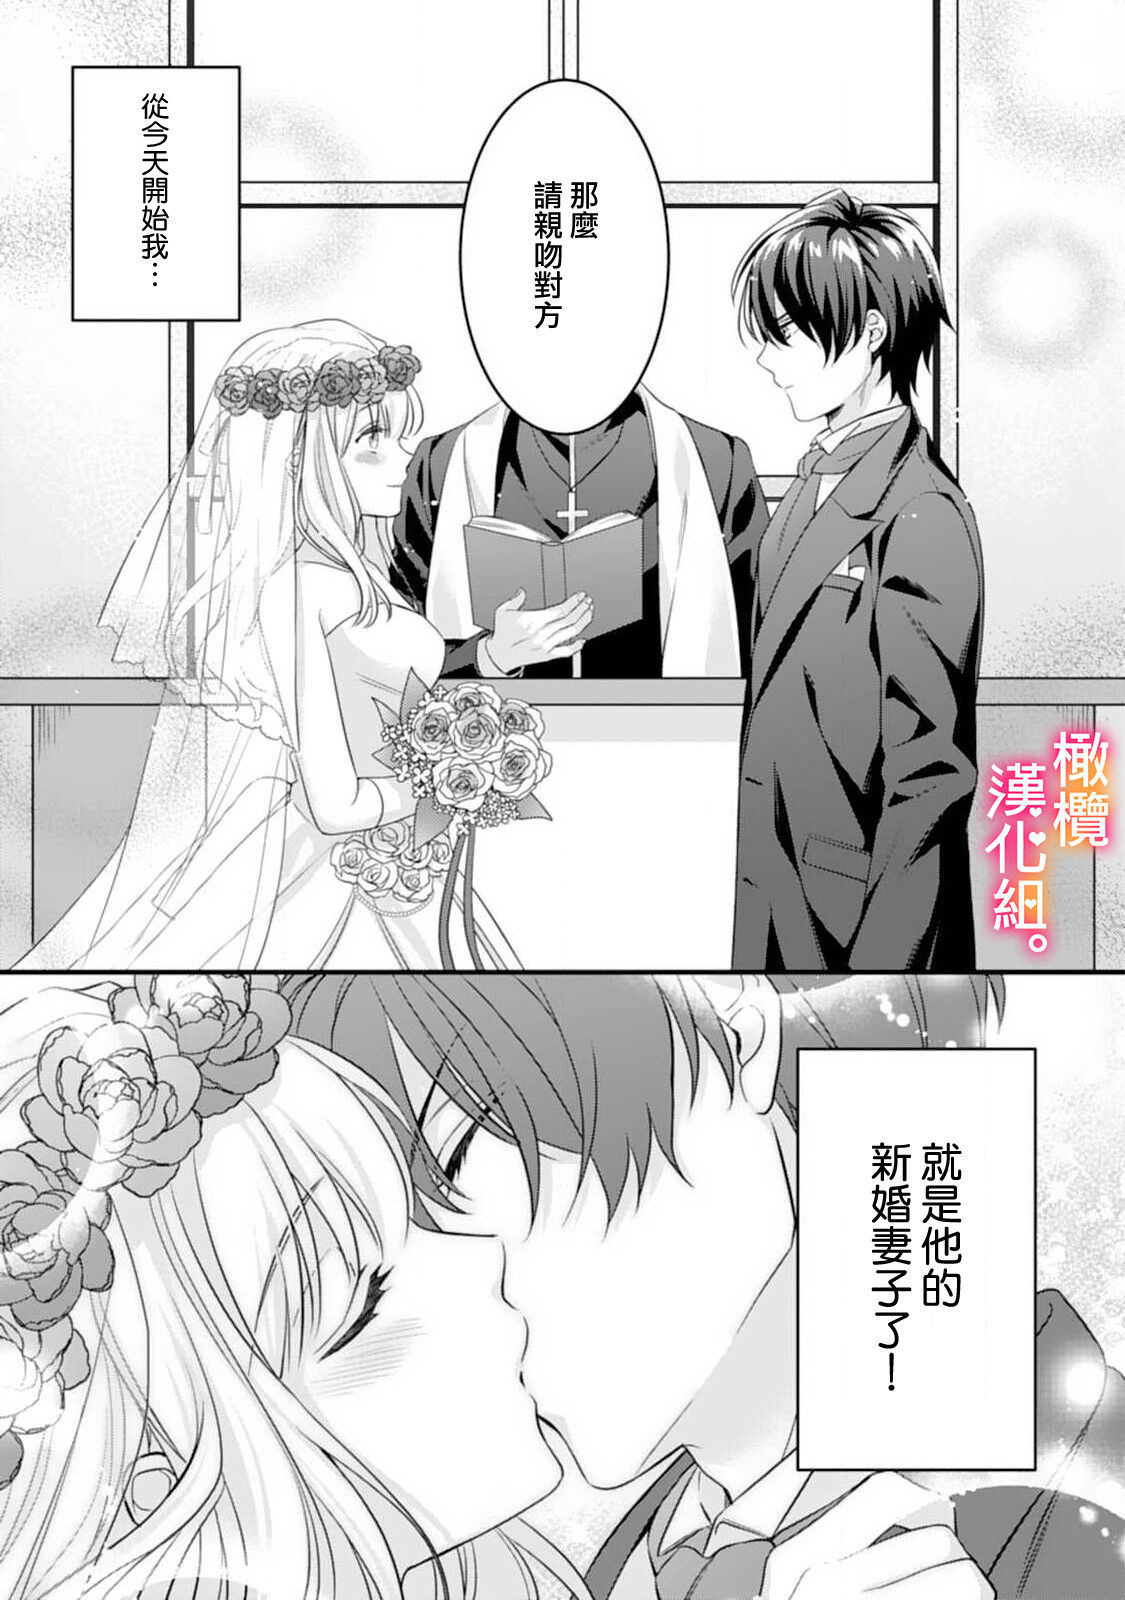 那麼
請親吻對方
從今天開始我…
橄欖
漢化組。
就是他的
新婚妻子了！